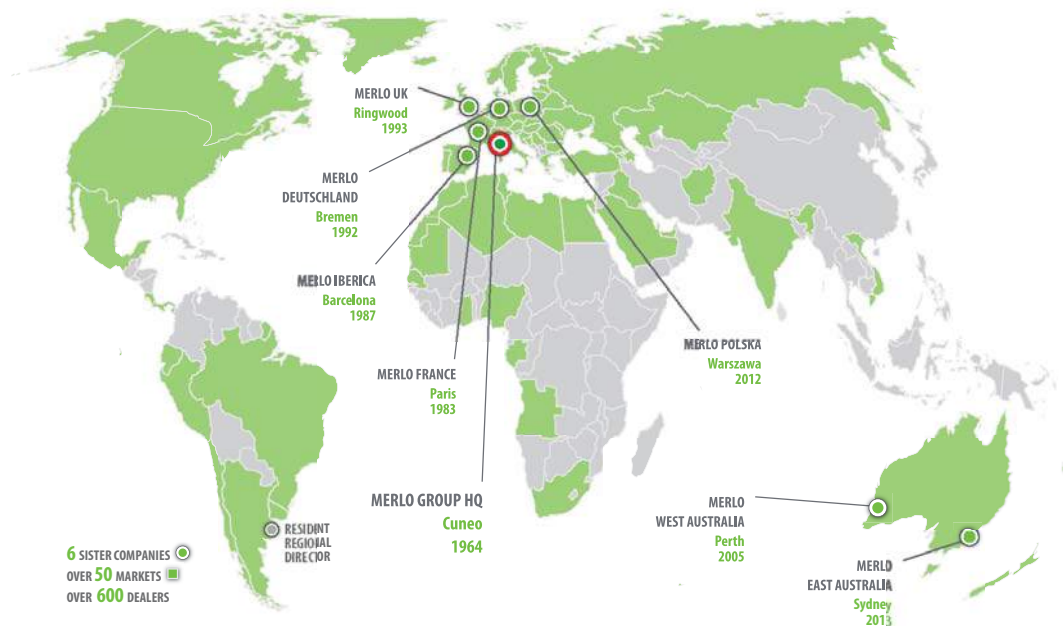 MERLO UK
Ringwood
1993
MERLO
DEUTSCHLAND
Bremen
1992
MERLO IBERICA
Barcelona
1987
MERLO FRANCE
Paris
1983
MERLO GROUP HQ
Cuneo
1964
MERLO POLSKA
Warszawa
2012
MERLO
WEST AUSTRALIA
Perth
2005
MERLO
EAST AUSTRALIA
Sydney
2013
RESIDENT
REGIONAL
DIRECTOR
6 SISTER COMPANIES
OVER 50 MARKETS
OVER 600 DEALERS